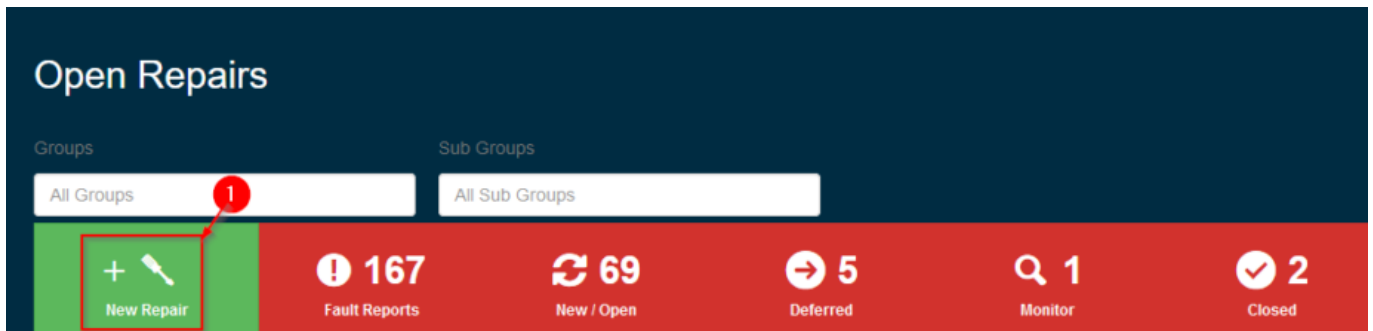 Open Repairs
Groups Sub Groups
All Groups All Sub Groups
1
+ 167 69 5 1 2
New Repair Fault Reports New / Open Deferred Monitor Closed